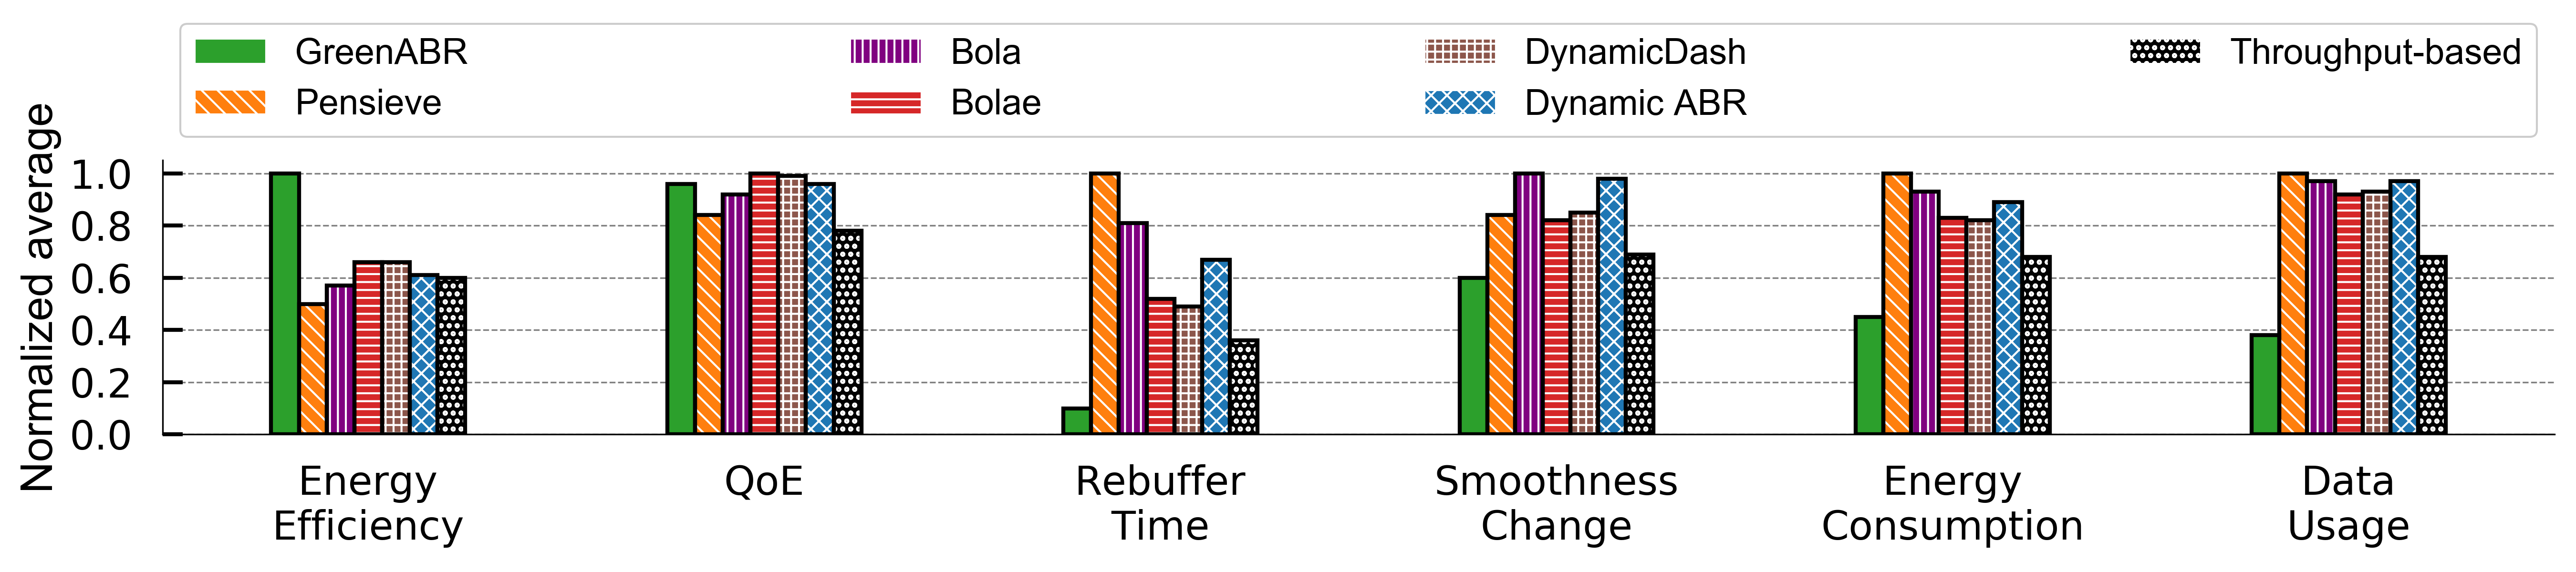 GreenABR
Pensieve
Bola
Bolae
DynamicDash
Dynamic ABR
Throughput-based
Normalized average
1.0
0.8
0.6
0.4
0.2
0.0
Energy
Efficiency
QoE
Rebuffer
Time
Smoothness
Change
Energy
Consumption
Data
Usage